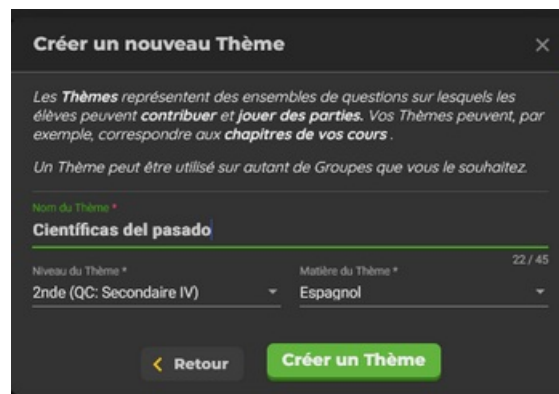 Créer un nouveau Thème ×
Les Thèmes représentent des ensembles de questions sur lesquels les
élèves peuvent contribuer et jouer des parties. Vos Thèmes peuvent, par
exemple, correspondre aux chapitres de vos cours .
Un Thème peut être utilisé sur autant de Groupes que vous le souhaitez.
Nom du Thème *
Científicas del pasado
22 / 45
Niveau du Thème * Matière du Thème *
2nde (QC: Secondaire IV) Espagnol
Retour Créer un Thème